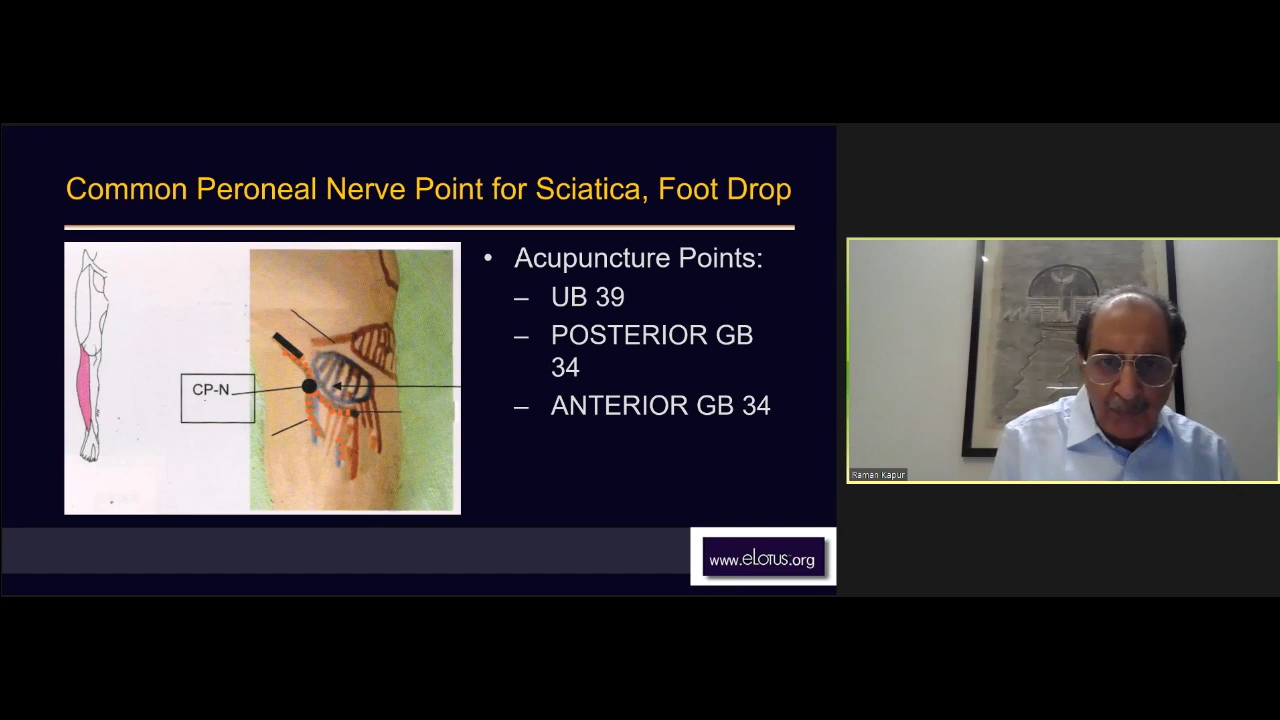 Common Peroneal Nerve Point for Sciatica, Foot Drop
CP-N
• Acupuncture Points:
– UB 39
– POSTERIOR GB
34
– ANTERIOR GB 34
www.eLotus.org
Raman Kapur